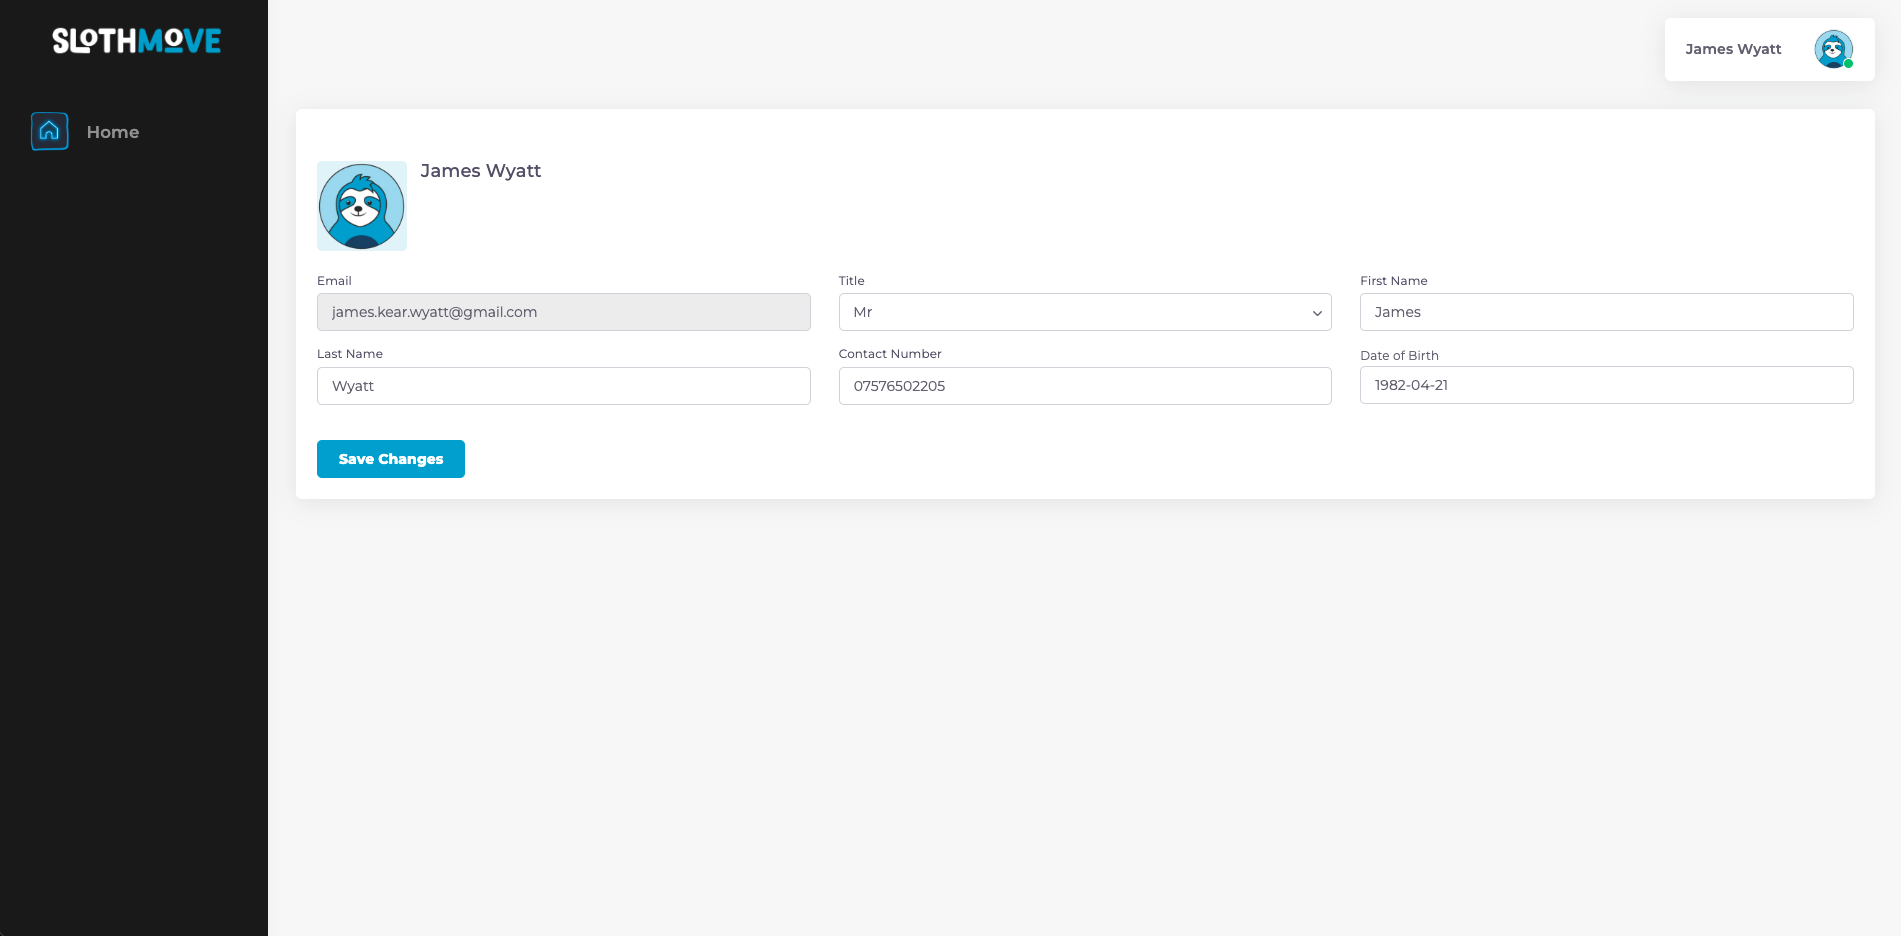 SLOTHMOVE
James Wyatt
Home
James Wyatt
Email
Title
First Name
james.kear.wyatt@gmail.com
Mr
James
Last Name
Contact Number
Date of Birth
Wyatt
07576502205
1982-04-21
Save Changes